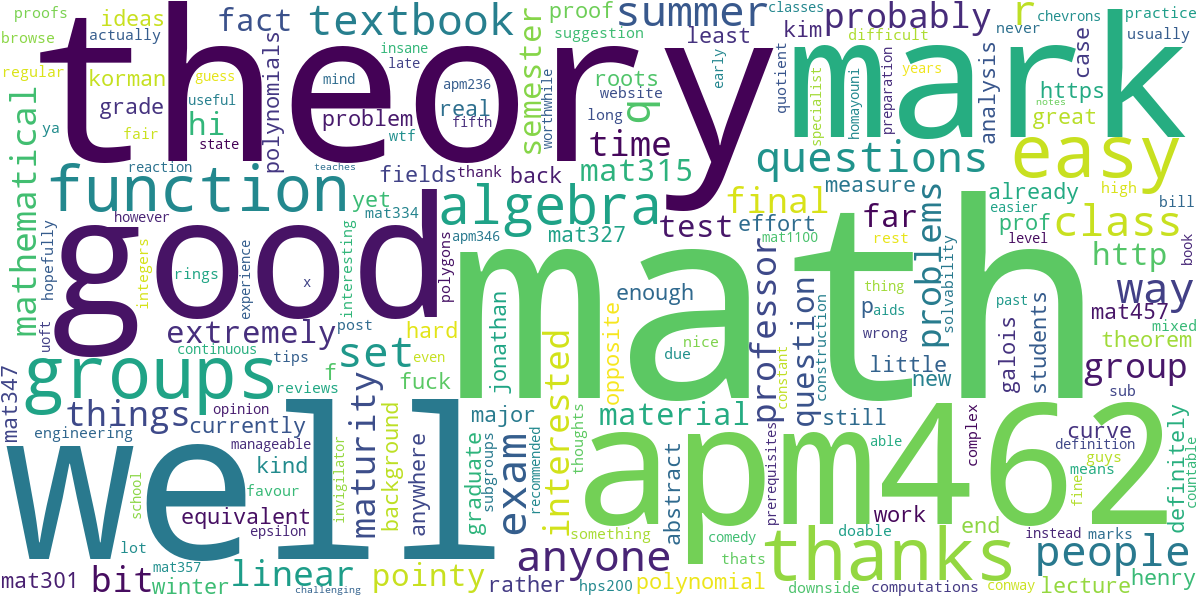 proofs
ideas
fact
textbook
proof
summer
classes
probably
r
chevrons
practice
browse
actually
theory
semester
suggestion
least
kim
difficult
mark
never
usually
regular
korman
guess
insane
late
mind
apm236
roots
website
early
quotient
specialist
homayouni
preparation
years
analysis
case
https
easy
notes
great
mathematical
useful
grade
hi
polynomials
problem
real
fifth
worthwhile
q
long
time
ya
fair
state
wtf
reaction
teaches
function
fields
thank
back
mat315
questions
measure
already
high
bill
yet
mat334
algebra
test
final
effort
far
prof
easier
class
however
good
hopefully
integers
rings
experience
x
interesting
polygons
apm346
mat327
mat1100
rest
problems
solvability
level
book
http
uoft
extremely
post
hard
jonathan
interested
enough
opposite
math
professor
question
thing
p
aids
wrong
construction
galois
past
students
way
mat457
mixed
theorem
continuous
tips
set
f
even
due
mind
nice
constant
little
new
group
sub
mat347
groups
reviews
fuck
things
opinion
currently
maturity
background
major
material
thoughts
still
able
complex
curve
definition
definitely
countable
engineering
manageable
kind
anywhere
graduate
subgroups
recommended
exam
abstract
apm462
prerequisites
guys
means
well
school
favour
invigilator
equivalent
epsilon
something
comedy
work
doable
end
fine
instead
marks
lot
mat357
anyone
thats
thanks
people
mat301
bit
winter
linear
challenging
pointy
rather
hps200
polynomial
downside
computations
conway
lecture
henry